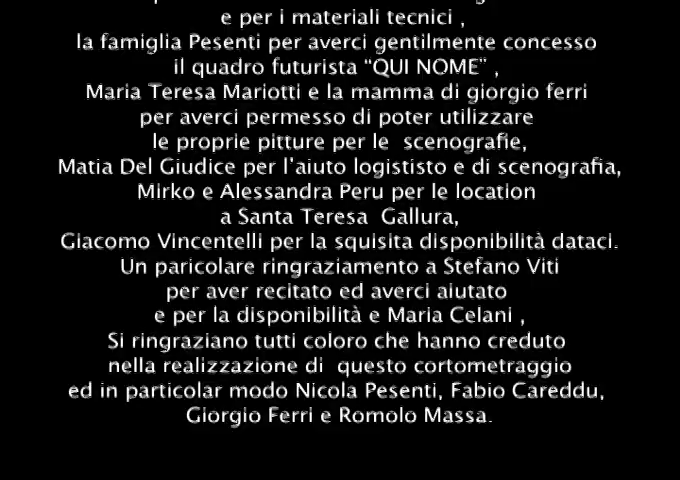 e per i materiali tecnici ,
la famiglia Pesenti per averci gentilmente concesso
il quadro futurista “QUI NOME” ,
Maria Teresa Mariotti e la mamma di giorgio ferri
per averci permesso di poter utilizzare
le proprie pitture per le  scenografie,
Matia Del Giudice per l'aiuto logististo e di scenografia,
Mirko e Alessandra Peru per le location
a Santa Teresa  Gallura,
Giacomo Vincentelli per la squisita disponibilità dataci.
Un paricolare ringraziamento a Stefano Viti
per aver recitato ed averci aiutato
e per la disponibilità e Maria Celani ,
Si ringraziano tutti coloro che hanno creduto
nella realizzazione di  questo cortometraggio
ed in particolar modo Nicola Pesenti, Fabio Careddu,
Giorgio Ferri e Romolo Massa.